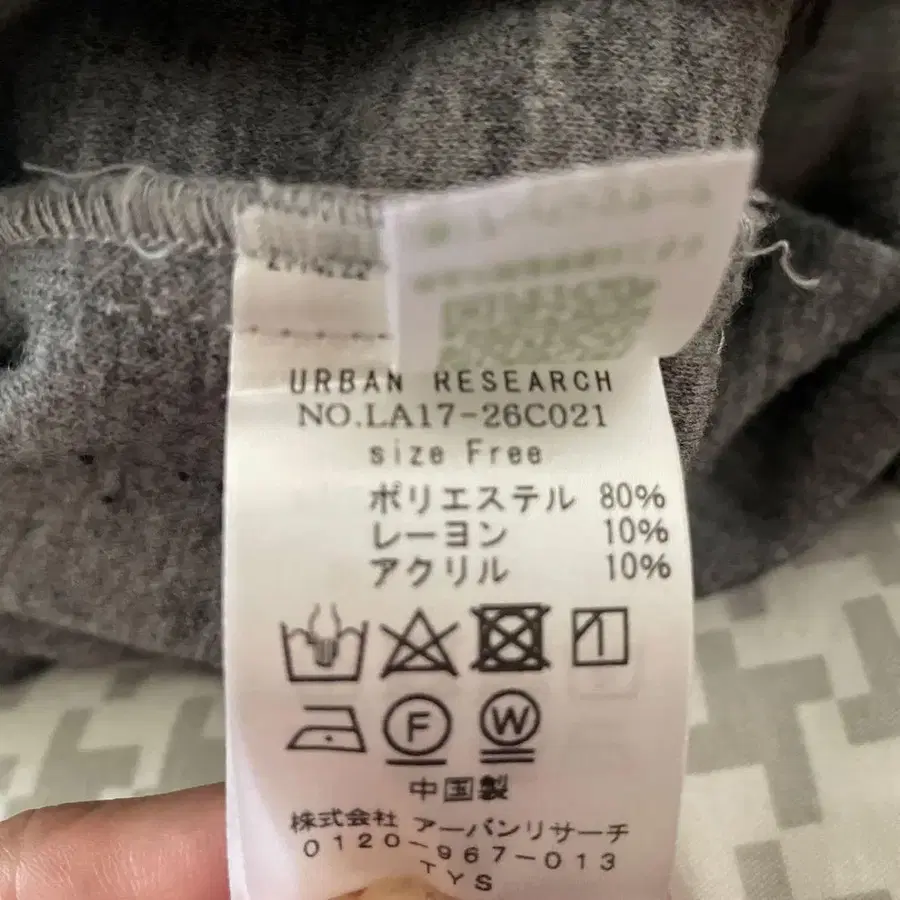 URBAN RESEARCH
NO.LA17-26C021
size Free
ポリエステル 80%
レーヨン 10%
アクリル 10%
F W
中国製
株式会社 アーバンリサーチ
0120-967-013
TYS